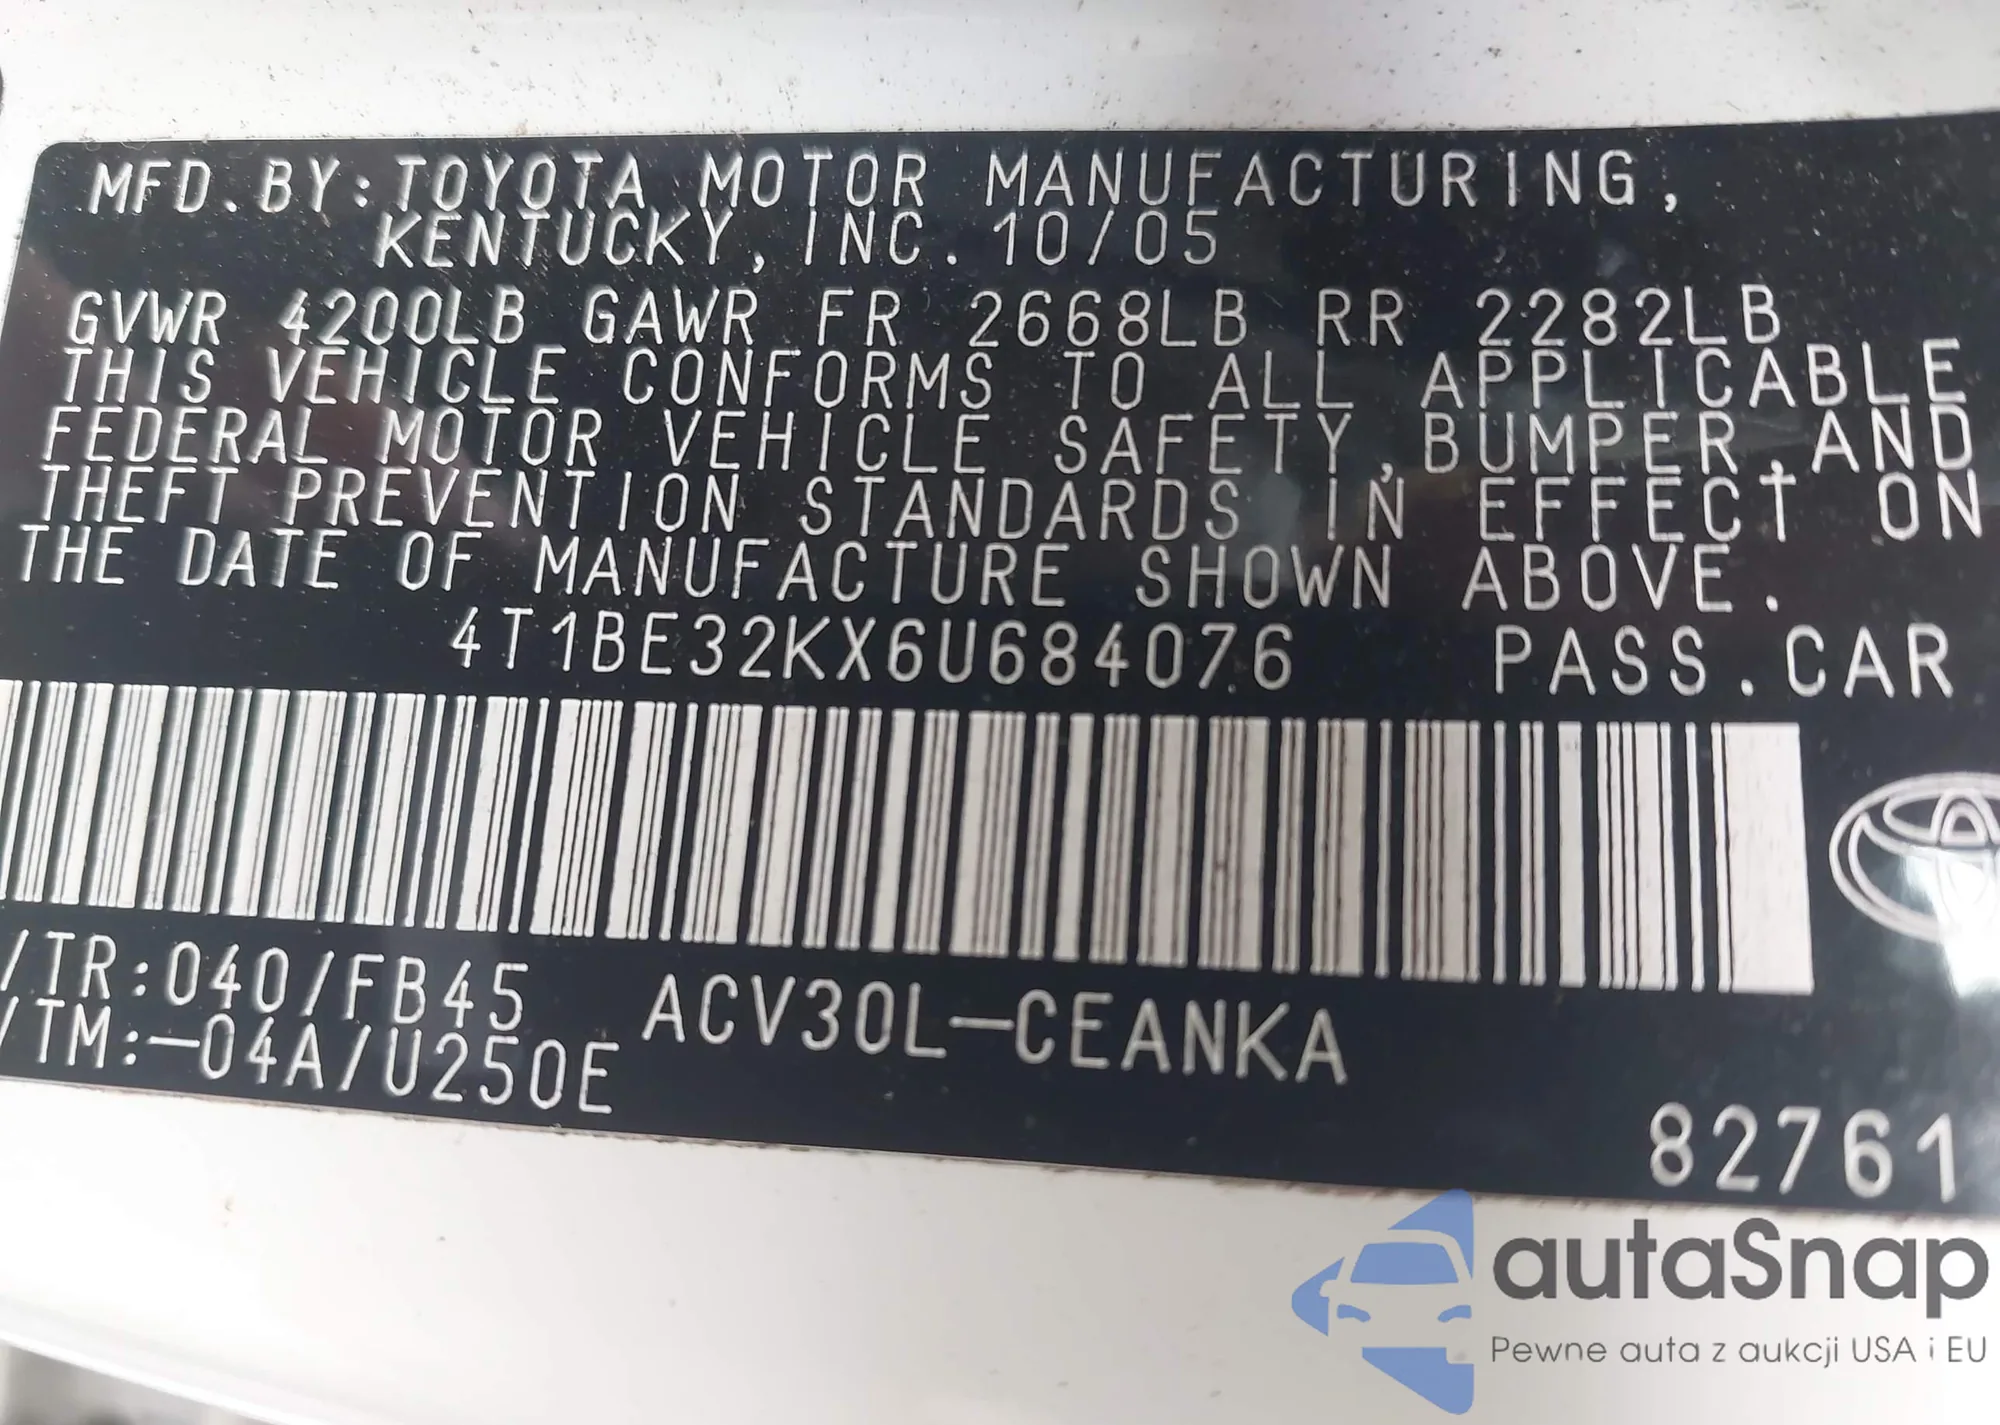 MFD.BY:TOYOTA MOTOR MANUFACTURING,
KENTUCKY, INC. 10/05
GVWR 4200LB GAWR FR 2668LB RR 2282LB
THIS VEHICLE CONFORMS TO ALL APPLICABLE
FEDERAL MOTOR VEHICLE SAFETY,BUMPER,AND
THEFT PREVENTION STANDARDS IN EFFECT ON
THE DATE OF MANUFACTURE SHOWN ABOVE.
4T1BE32KX6U684076 PASS.CAR
/TR:040/FB45 ACV30L-CEANKA
/TM:-04A/U250E
82761
autaSnap
Pewne auta z aukcji USA i EU